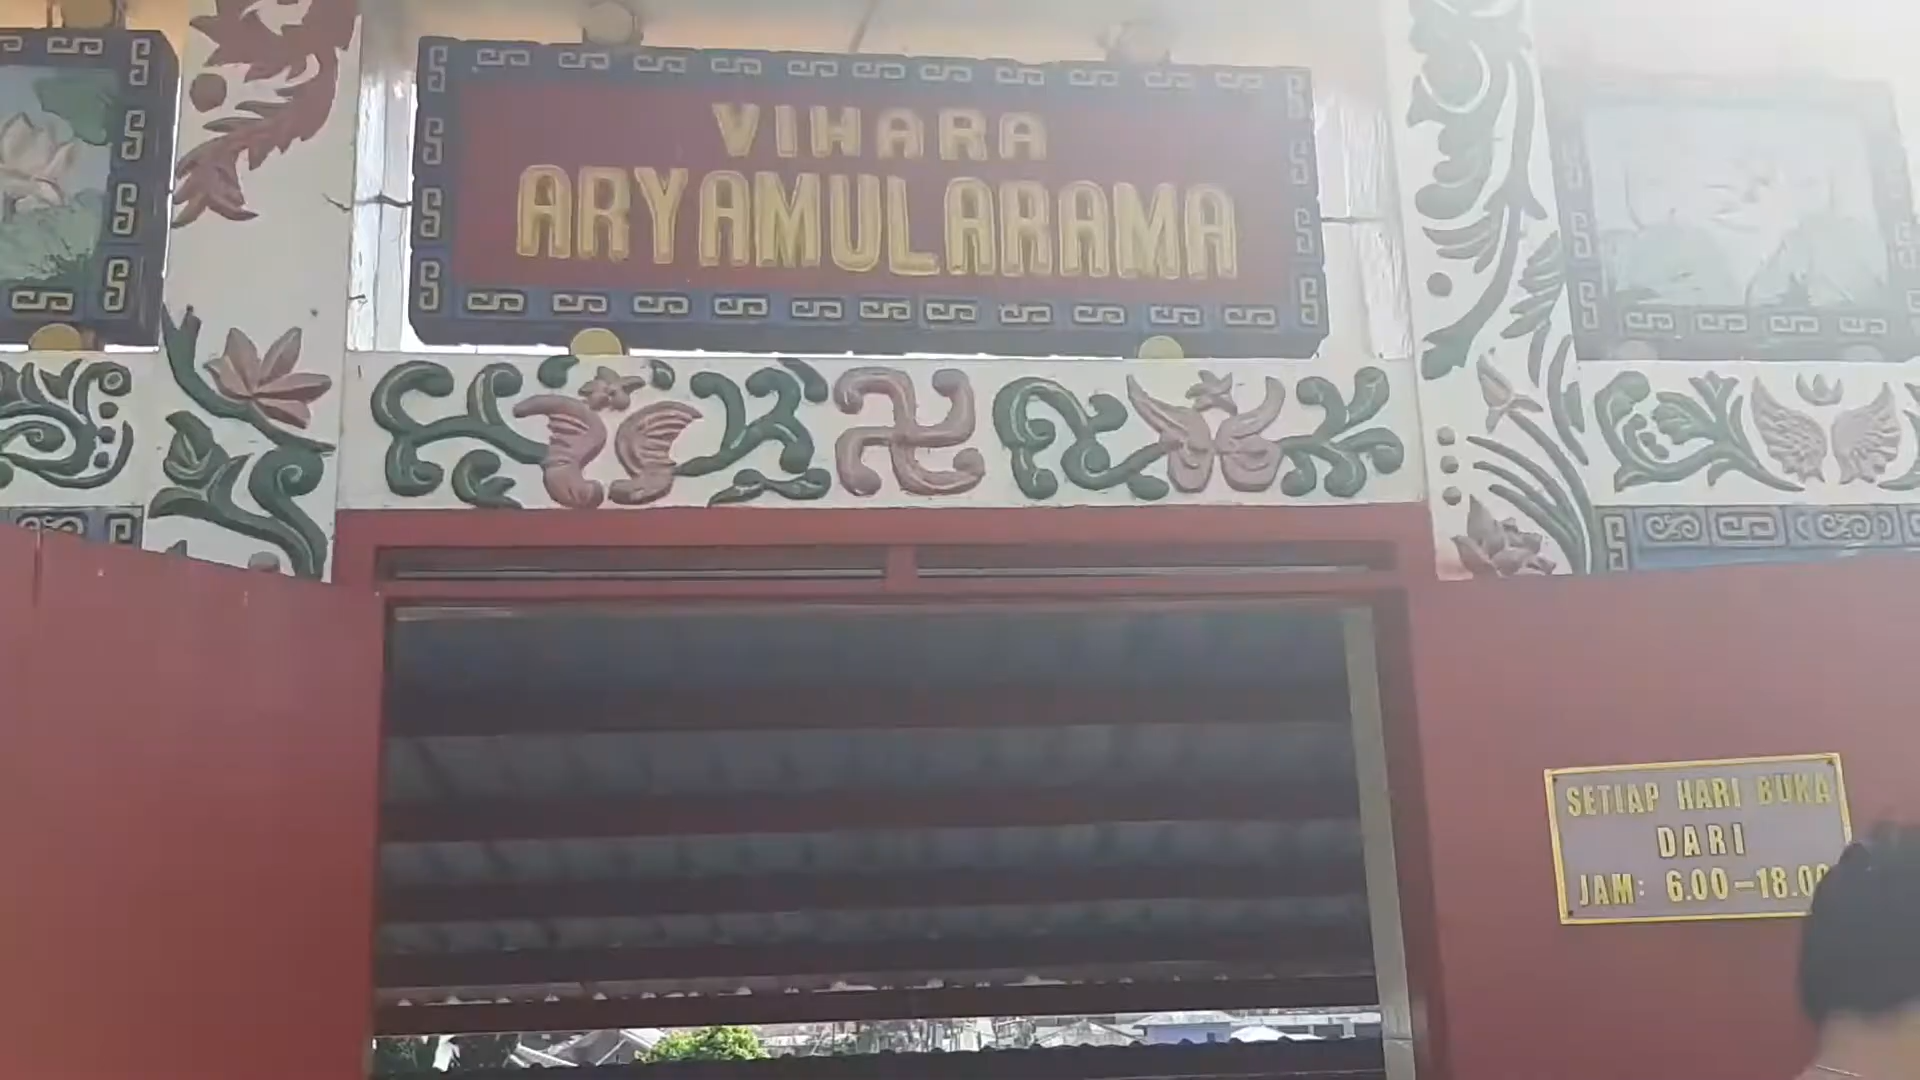 VIHARA
ARYAMULARAMA
SETIAP HARI BUKA
DARI
JAM: 6.00-18.00